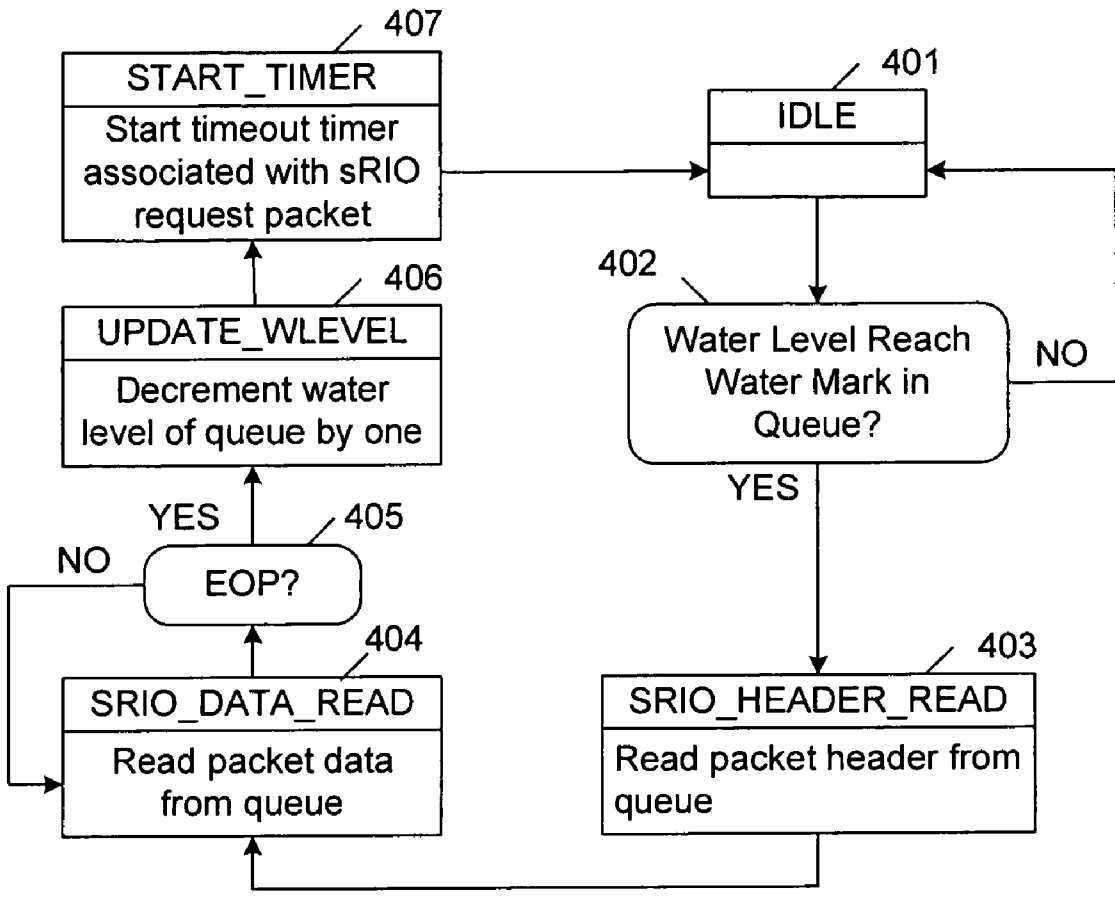 407
START_TIMER
Start timeout timer
associated with sRIO
request packet
401
IDLE
406
UPDATE_WLEVEL
Decrement water
level of queue by one
402
Water Level Reach
Water Mark in
Queue?
NO
YES
YES
405
NO
EOP?
404
SRIO_DATA_READ
Read packet data
from queue
403
SRIO_HEADER_READ
Read packet header from
queue